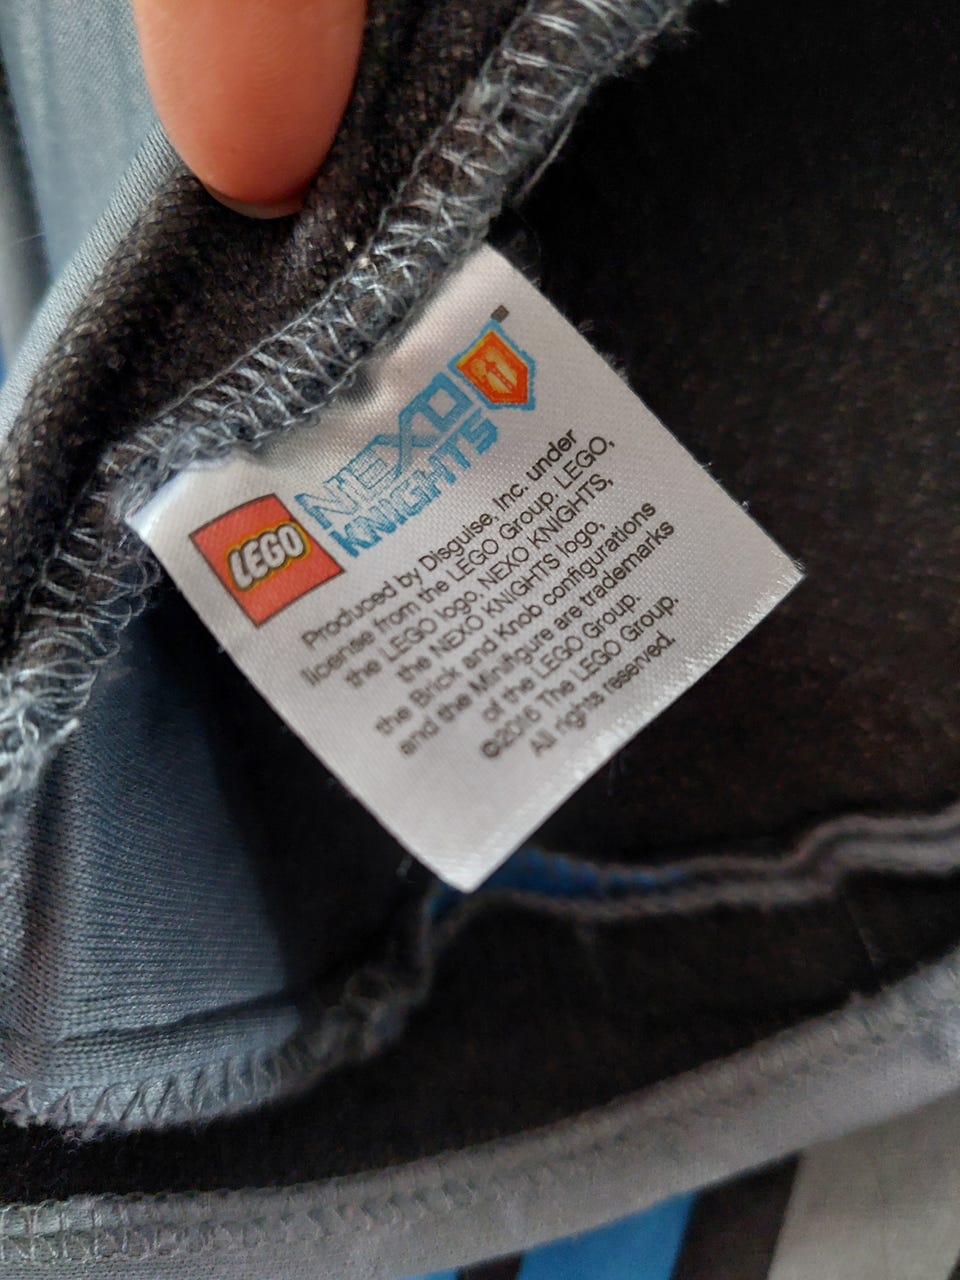 LEGO
NEXO
KNIGHTS
Produced by Disguise, Inc. under
license from the LEGO Group. LEGO,
the LEGO logo, NEXO KNIGHTS,
the NEXO KNIGHTS logo,
the Brick and Knob configurations
and the Minifigure are trademarks
of the LEGO Group.
©2016 The LEGO Group.
All rights reserved.